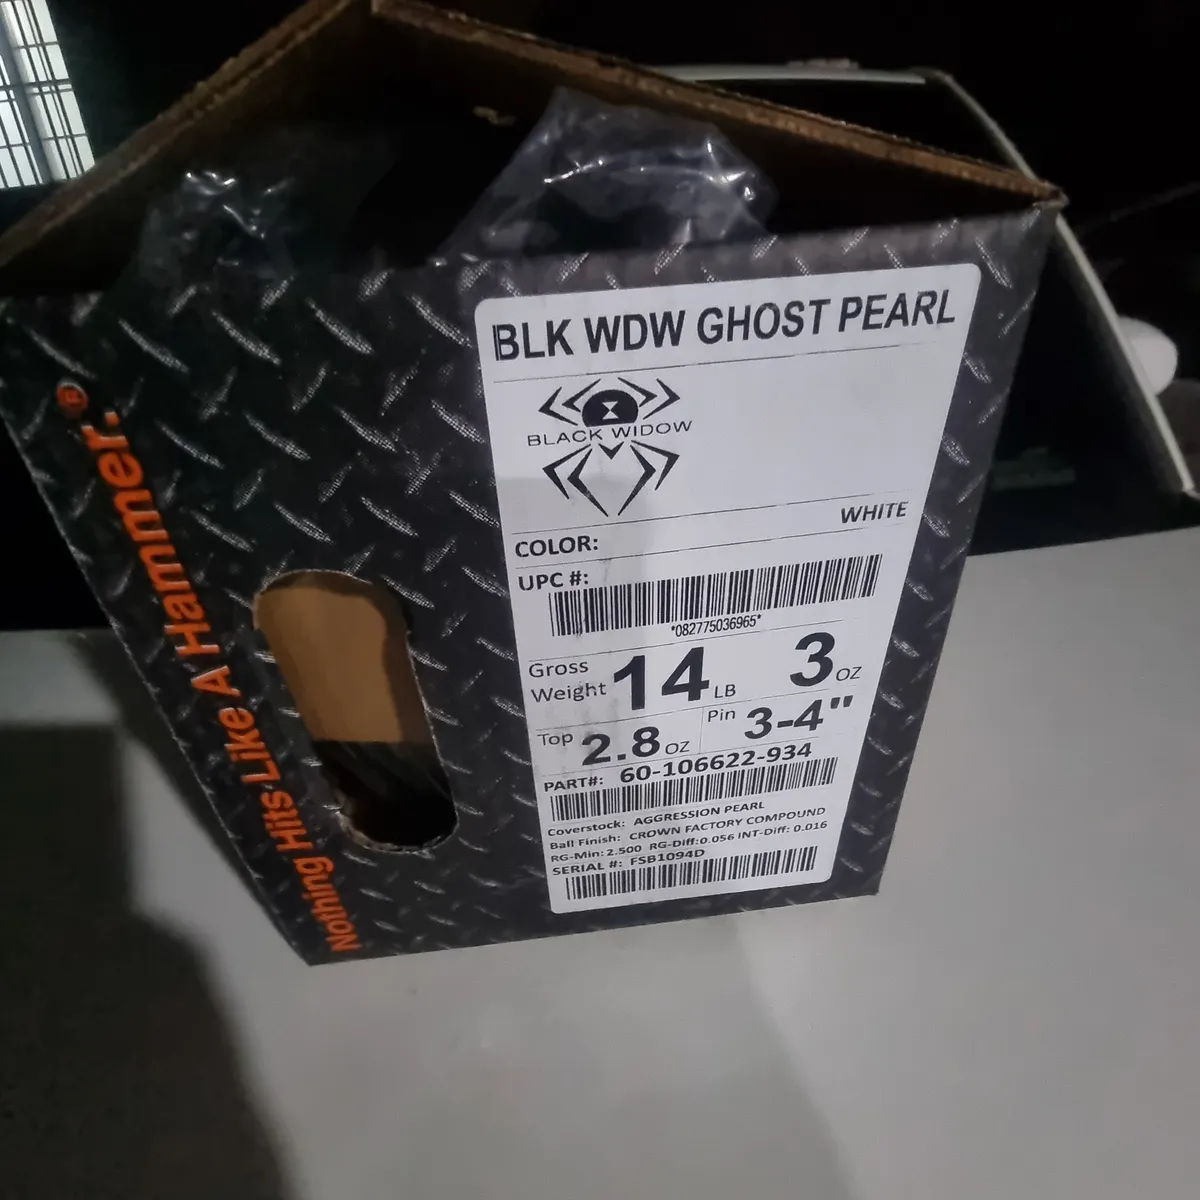 Nothing Hits Like A Hammer.®
BLK WDW GHOST PEARL
BLACK WIDOW
COLOR: WHITE
UPC #:
*082775036965*
Gross Weight 14 LB 3 OZ
Top 2.8 OZ Pin 3-4"
PART#: 60-106622-934
Coverstock: AGGRESSION PEARL
Ball Finish: CROWN FACTORY COMPOUND
RG-Min: 2.500 RG-Diff:0.056 INT-Diff: 0.016
SERIAL #: FSB1094D